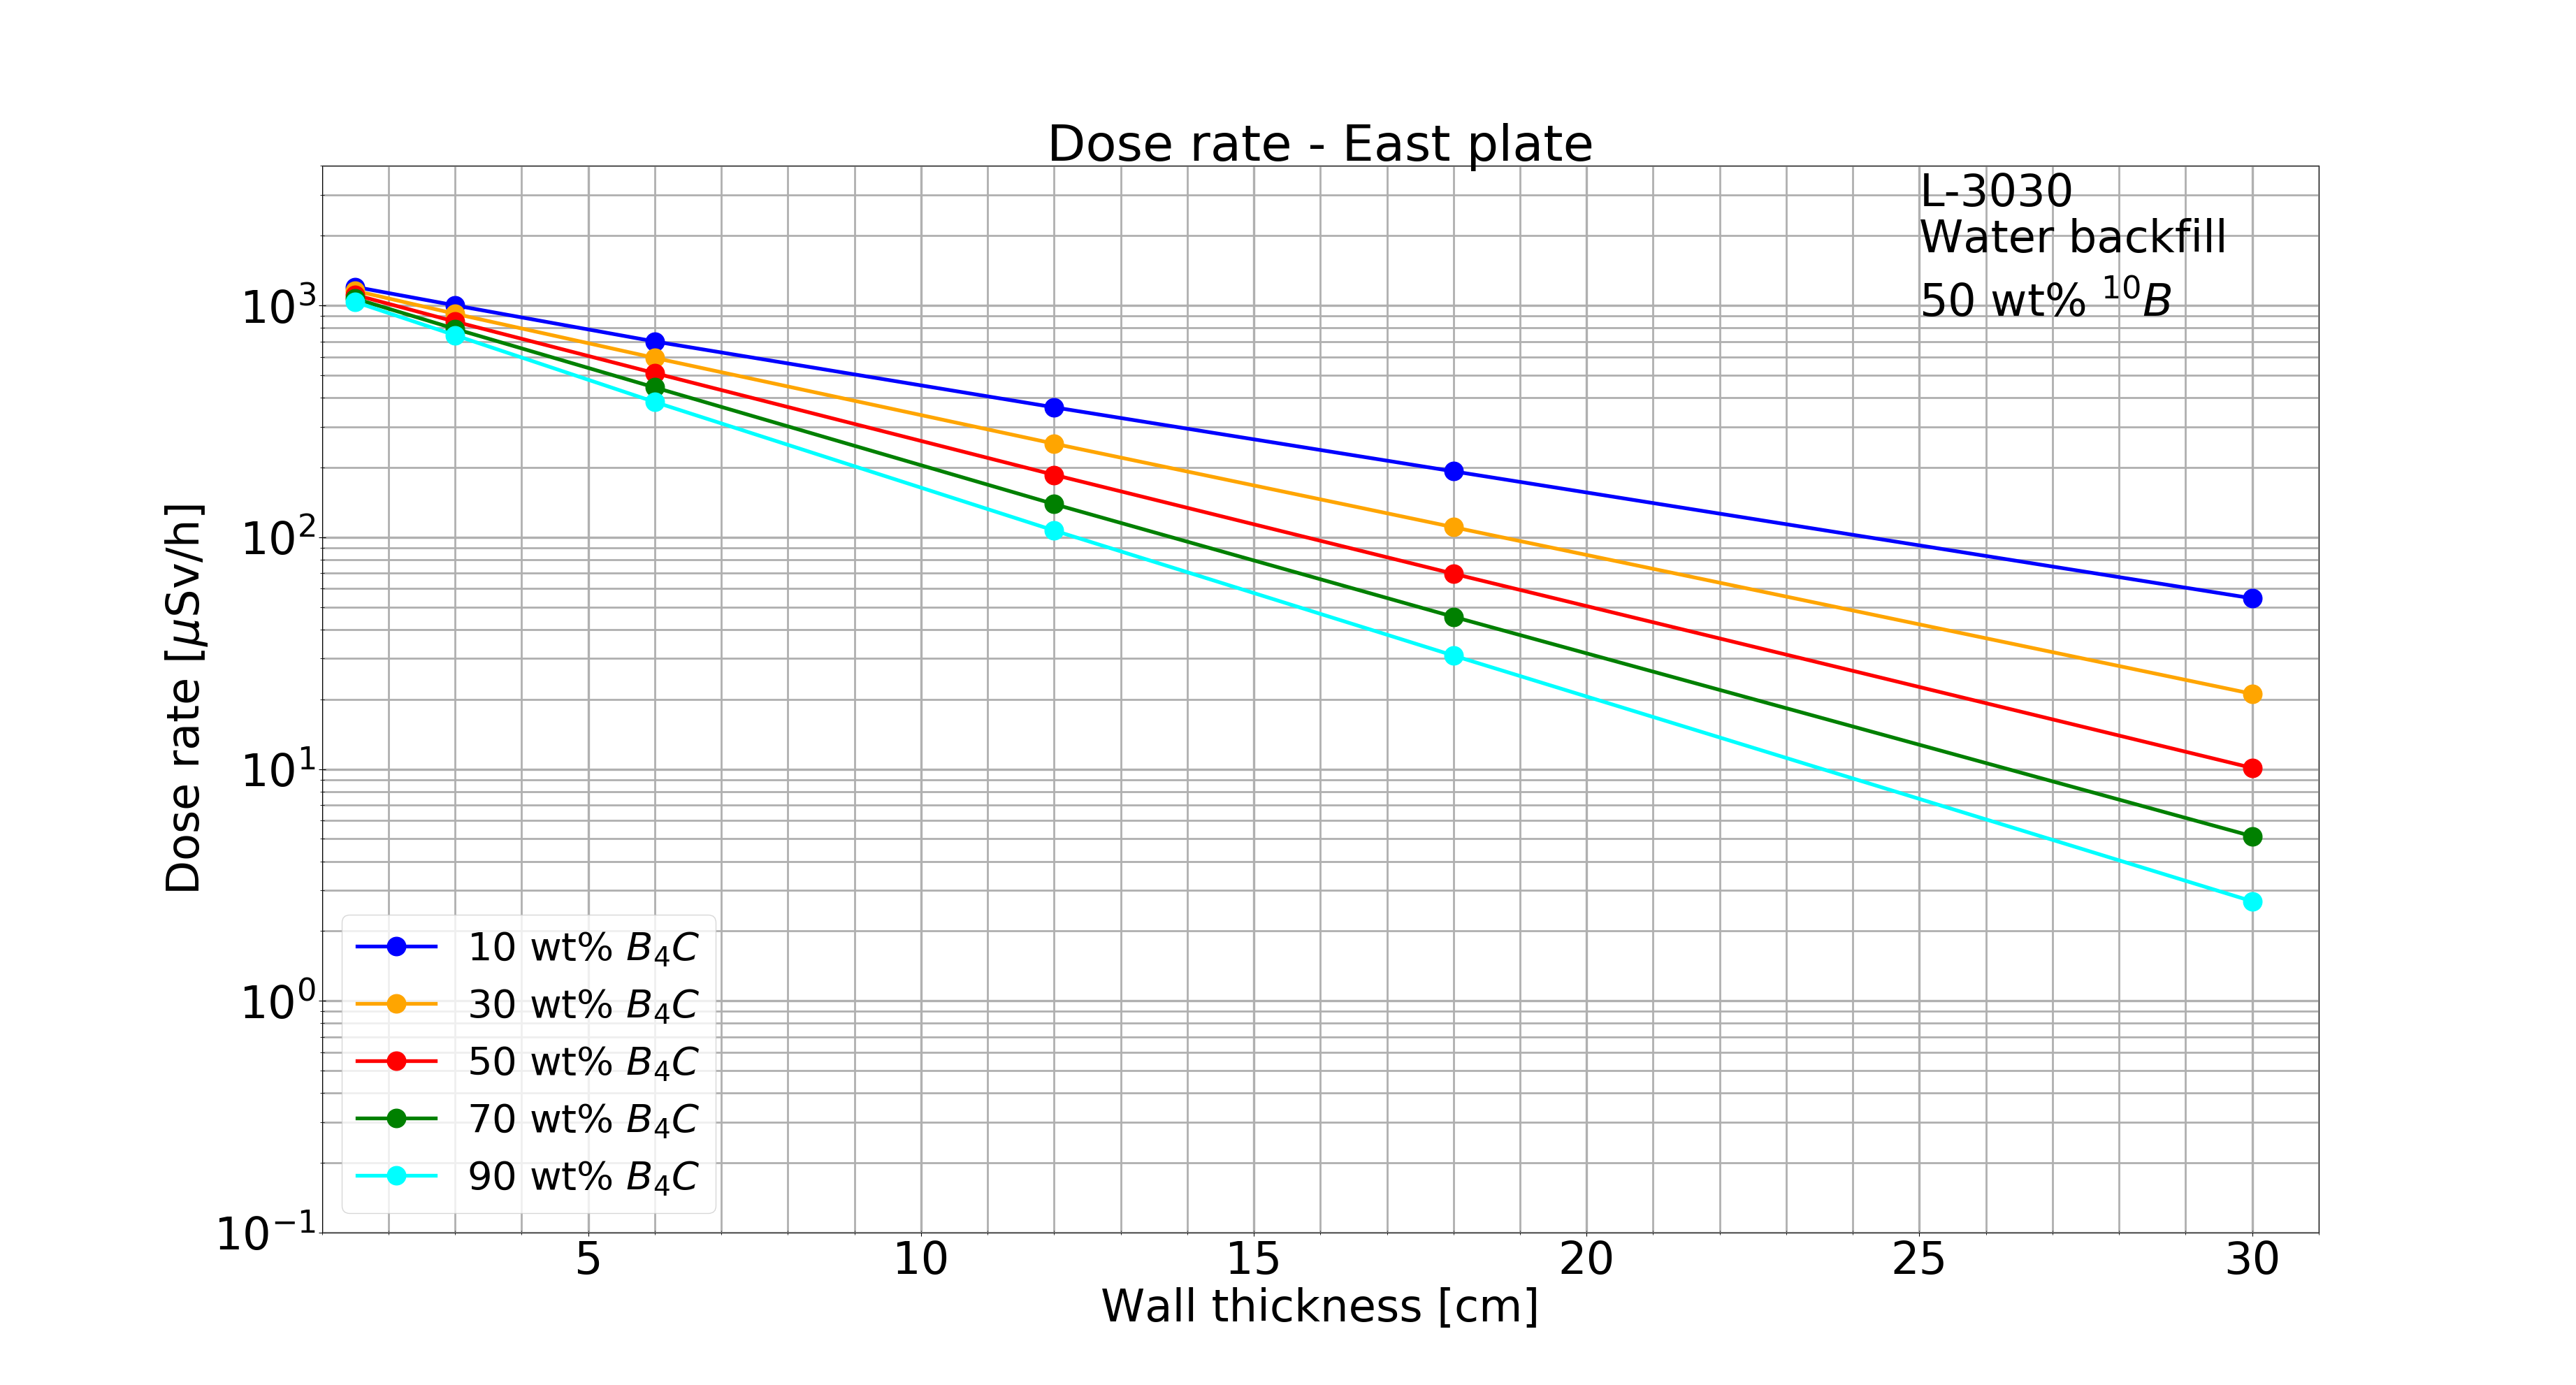 Dose rate - East plate
L-3030
Water backfill
50 wt% ¹⁰B
Dose rate [μSv/h]
10³
10²
10¹
10⁰
10⁻¹
10 wt% B₄C
30 wt% B₄C
50 wt% B₄C
70 wt% B₄C
90 wt% B₄C
5 10 15 20 25 30
Wall thickness [cm]